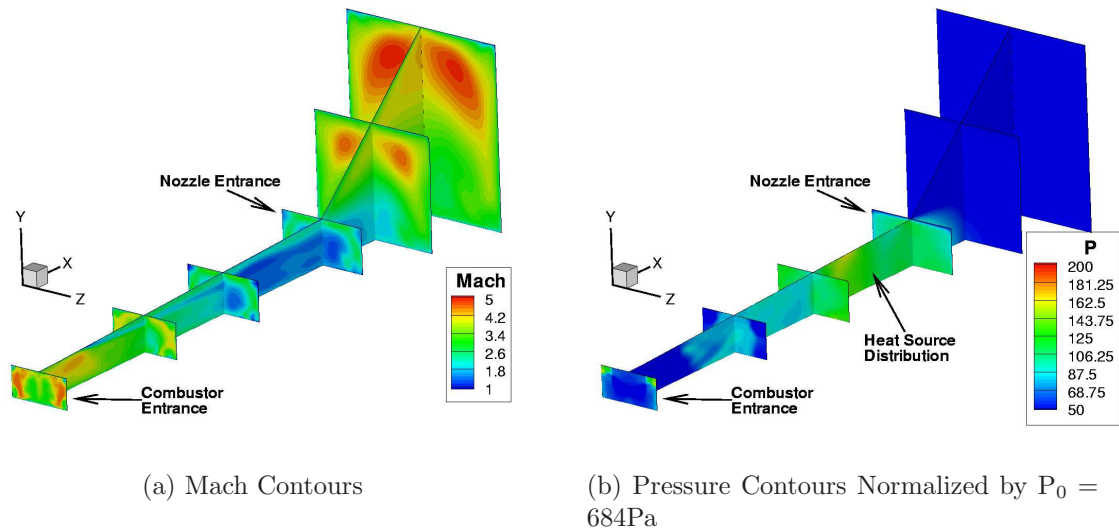 Nozzle Entrance
Y
X
Z
Mach
5
4.2
3.4
2.6
1.8
1
Combustor
Entrance
(a) Mach Contours
Nozzle Entrance
Y
X
Z
P
200
181.25
162.5
143.75
125
106.25
87.5
68.75
50
Heat Source
Distribution
Combustor
Entrance
(b) Pressure Contours Normalized by P₀ =
684Pa